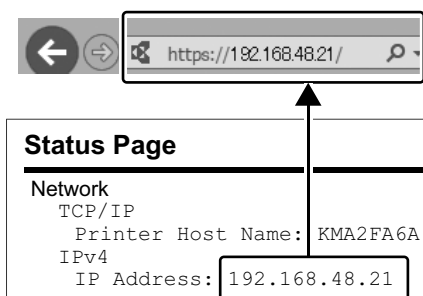 https://192.168.48.21/
Status Page
Network
TCP/IP
Printer Host Name: KMA2FA6A
IPv4
IP Address: 192.168.48.21